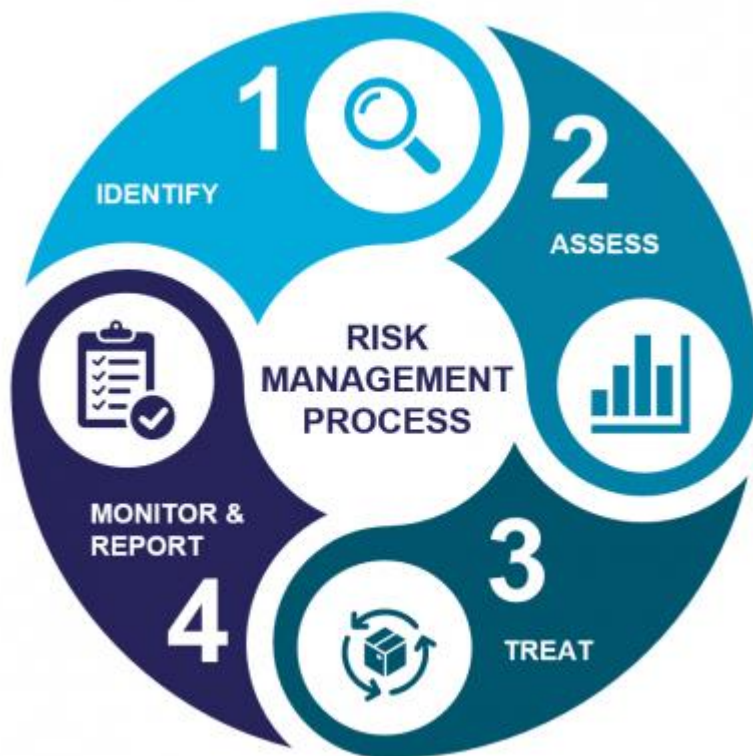 RISK
MANAGEMENT
PROCESS
1
IDENTIFY
2
ASSESS
3
TREAT
MONITOR &
REPORT
4